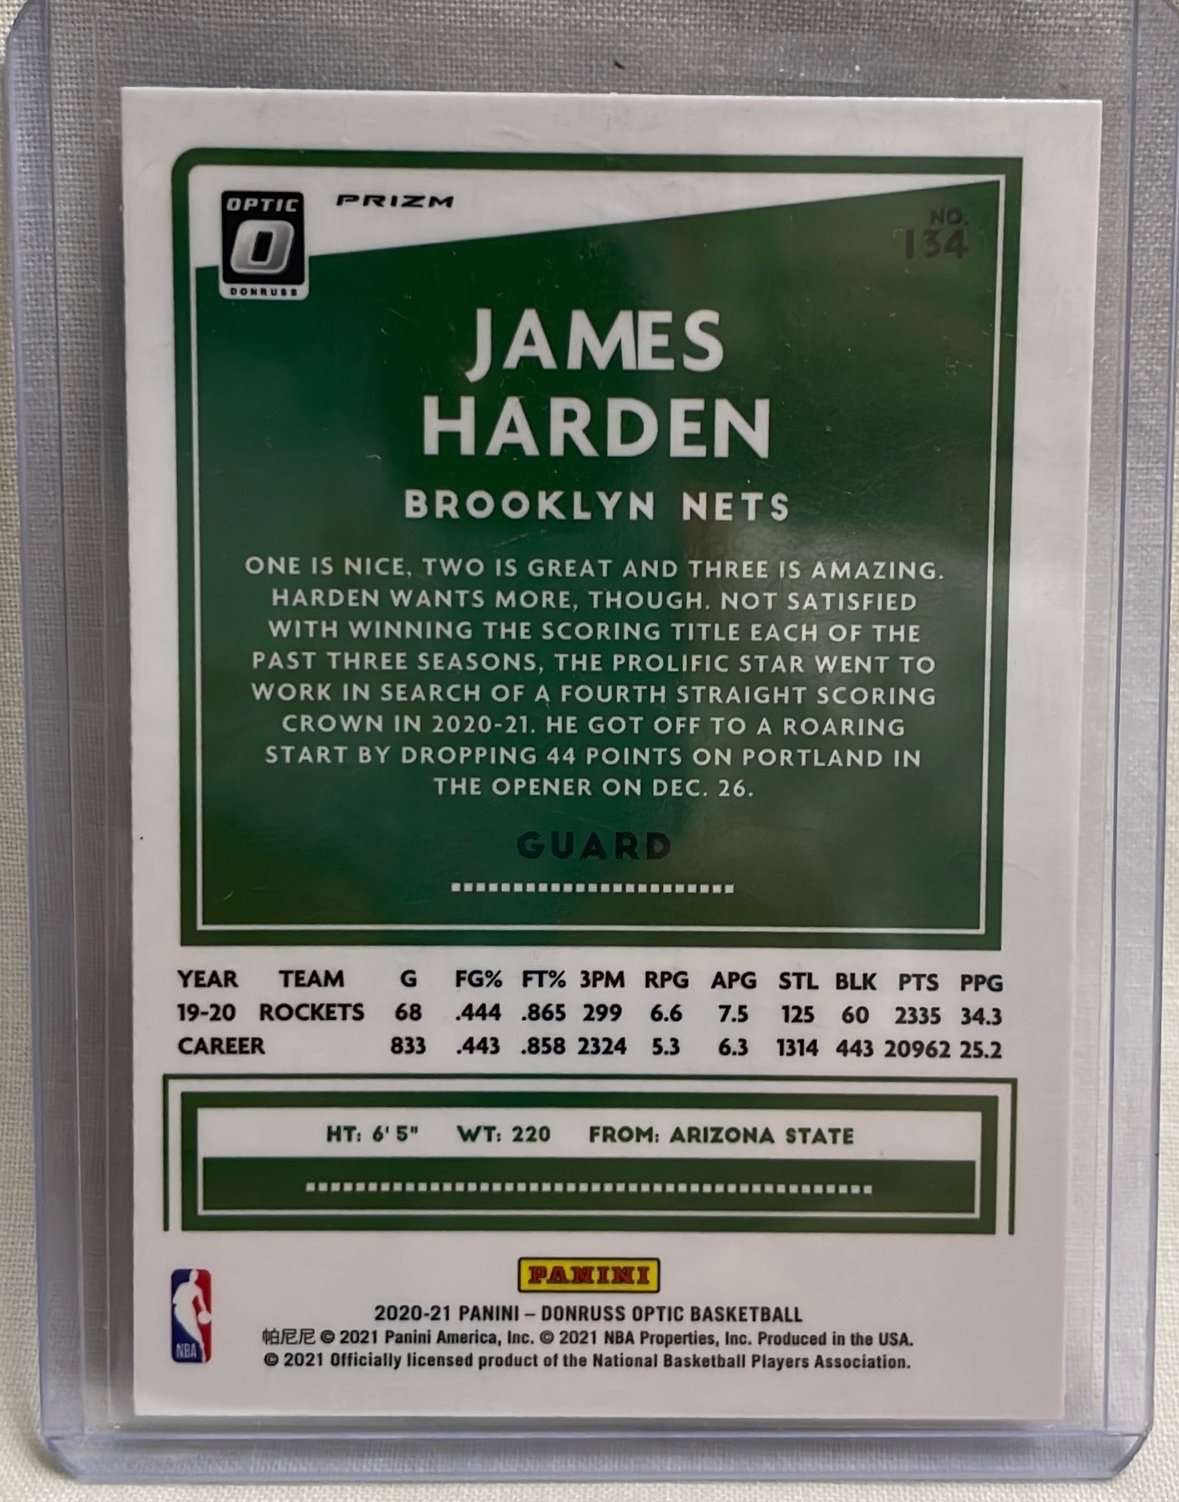 OPTIC
PRIZM
DONRUSS
NO.
134
JAMES
HARDEN
BROOKLYN NETS
ONE IS NICE, TWO IS GREAT AND THREE IS AMAZING.
HARDEN WANTS MORE, THOUGH. NOT SATISFIED
WITH WINNING THE SCORING TITLE EACH OF THE
PAST THREE SEASONS, THE PROLIFIC STAR WENT TO
WORK IN SEARCH OF A FOURTH STRAIGHT SCORING
CROWN IN 2020-21. HE GOT OFF TO A ROARING
START BY DROPPING 44 POINTS ON PORTLAND IN
THE OPENER ON DEC. 26.
GUARD
YEAR TEAM G FG% FT% 3PM RPG APG STL BLK PTS PPG
19-20 ROCKETS 68 .444 .865 299 6.6 7.5 125 60 2335 34.3
CAREER 833 .443 .858 2324 5.3 6.3 1314 443 20962 25.2
HT: 6' 5" WT: 220 FROM: ARIZONA STATE
PANINI
2020-21 PANINI – DONRUSS OPTIC BASKETBALL
帕尼尼 © 2021 Panini America, Inc. © 2021 NBA Properties, Inc. Produced in the USA.
© 2021 Officially licensed product of the National Basketball Players Association.
NBA